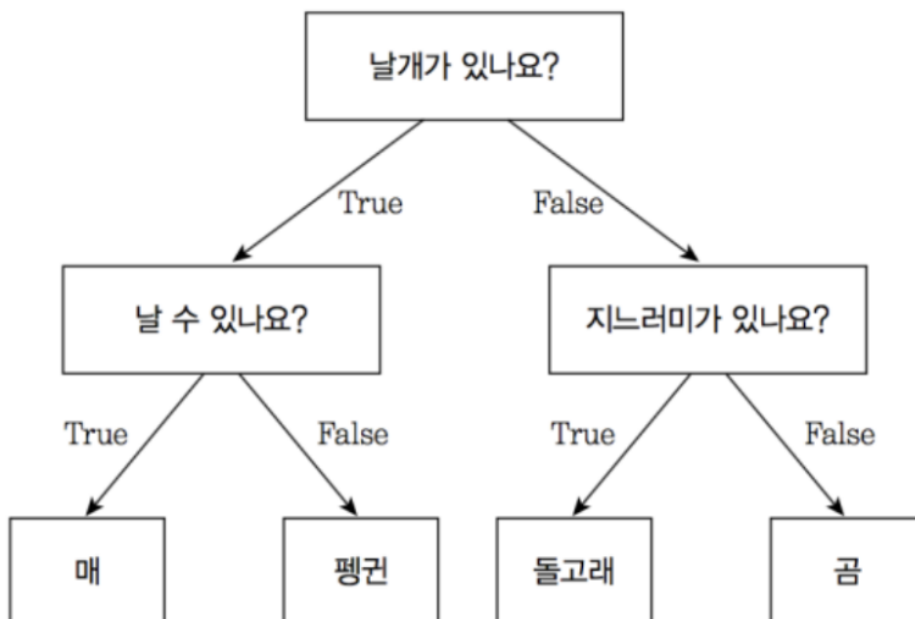 날개가 있나요?
True
False
날 수 있나요?
지느러미가 있나요?
True
False
True
False
매
펭귄
돌고래
곰